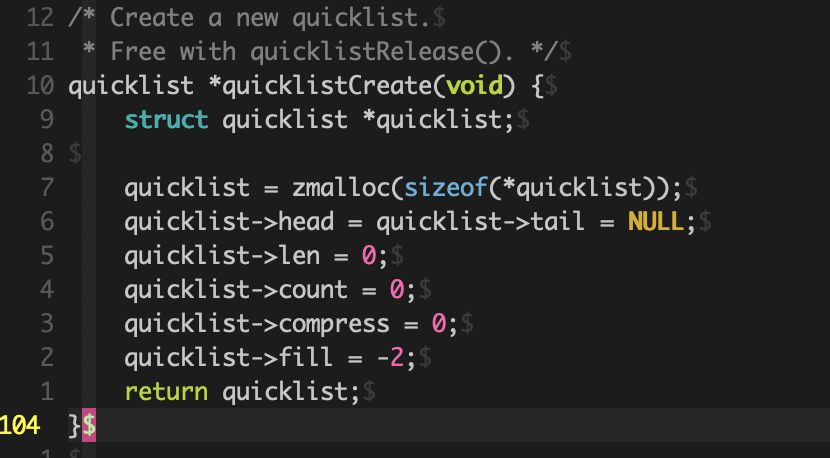 12 /* Create a new quicklist.$
11  * Free with quicklistRelease(). */$
10 quicklist *quicklistCreate(void) {$
 9     struct quicklist *quicklist;$
 8 $
 7     quicklist = zmalloc(sizeof(*quicklist));$
 6     quicklist->head = quicklist->tail = NULL;$
 5     quicklist->len = 0;$
 4     quicklist->count = 0;$
 3     quicklist->compress = 0;$
 2     quicklist->fill = -2;$
 1     return quicklist;$
104 }$
 1 $